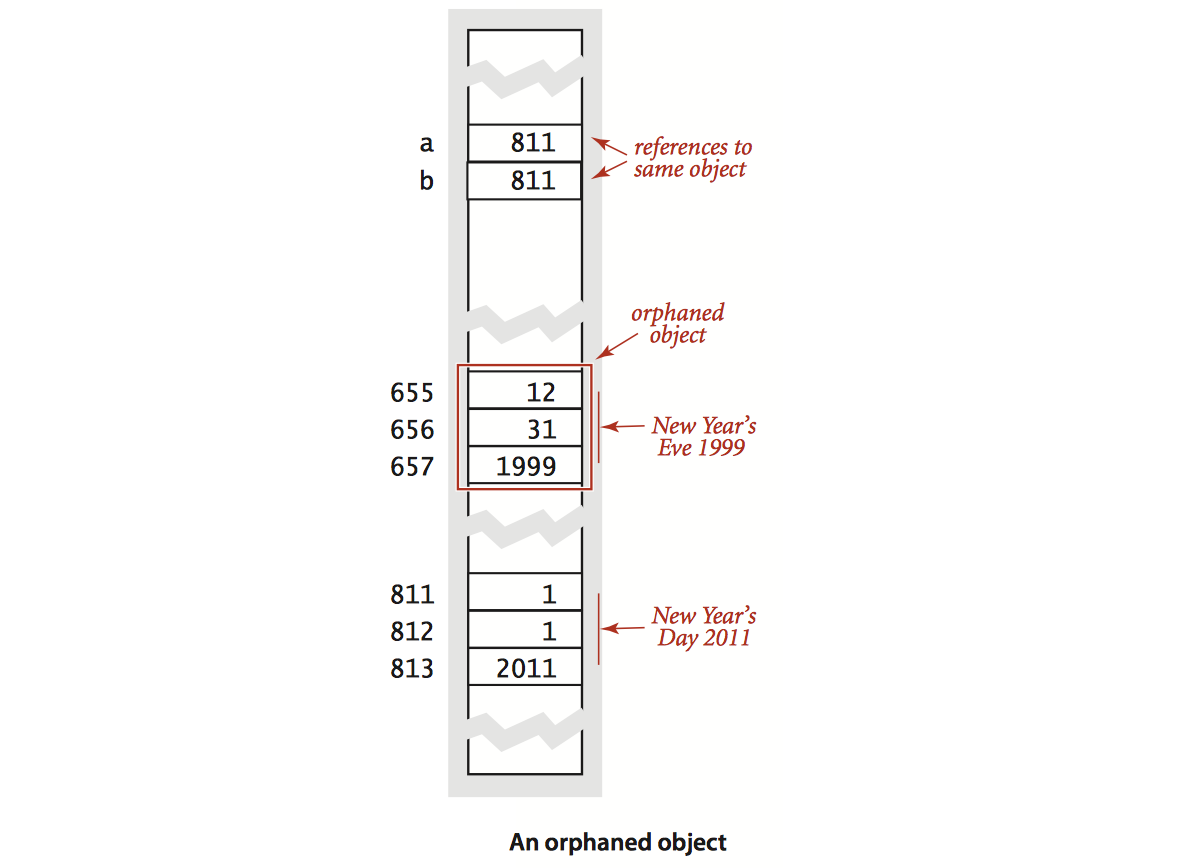 a 811
b 811
references to
same object
orphaned
object
655 12
656 31
657 1999
New Year’s
Eve 1999
811 1
812 1
813 2011
New Year’s
Day 2011
An orphaned object